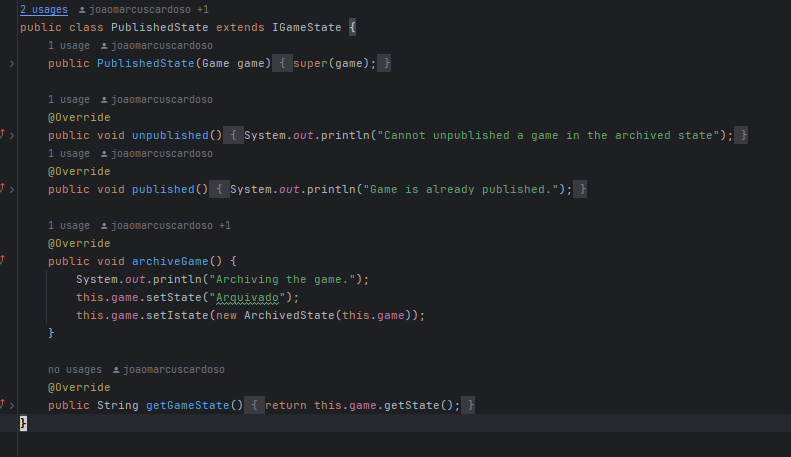 2 usages joaomarcuscardoso +1
public class PublishedState extends IGameState {
1 usage joaomarcuscardoso
public PublishedState(Game game) { super(game); }
1 usage joaomarcuscardoso
@Override
public void unpublished() { System.out.println("Cannot unpublished a game in the archived state"); }
1 usage joaomarcuscardoso
@Override
public void published() { System.out.println("Game is already published."); }
1 usage joaomarcuscardoso +1
@Override
public void archiveGame() {
System.out.println("Archiving the game.");
this.game.setState("Arquivado");
this.game.setIstate(new ArchivedState(this.game));
}
no usages joaomarcuscardoso
@Override
public String getGameState() { return this.game.getState(); }
}